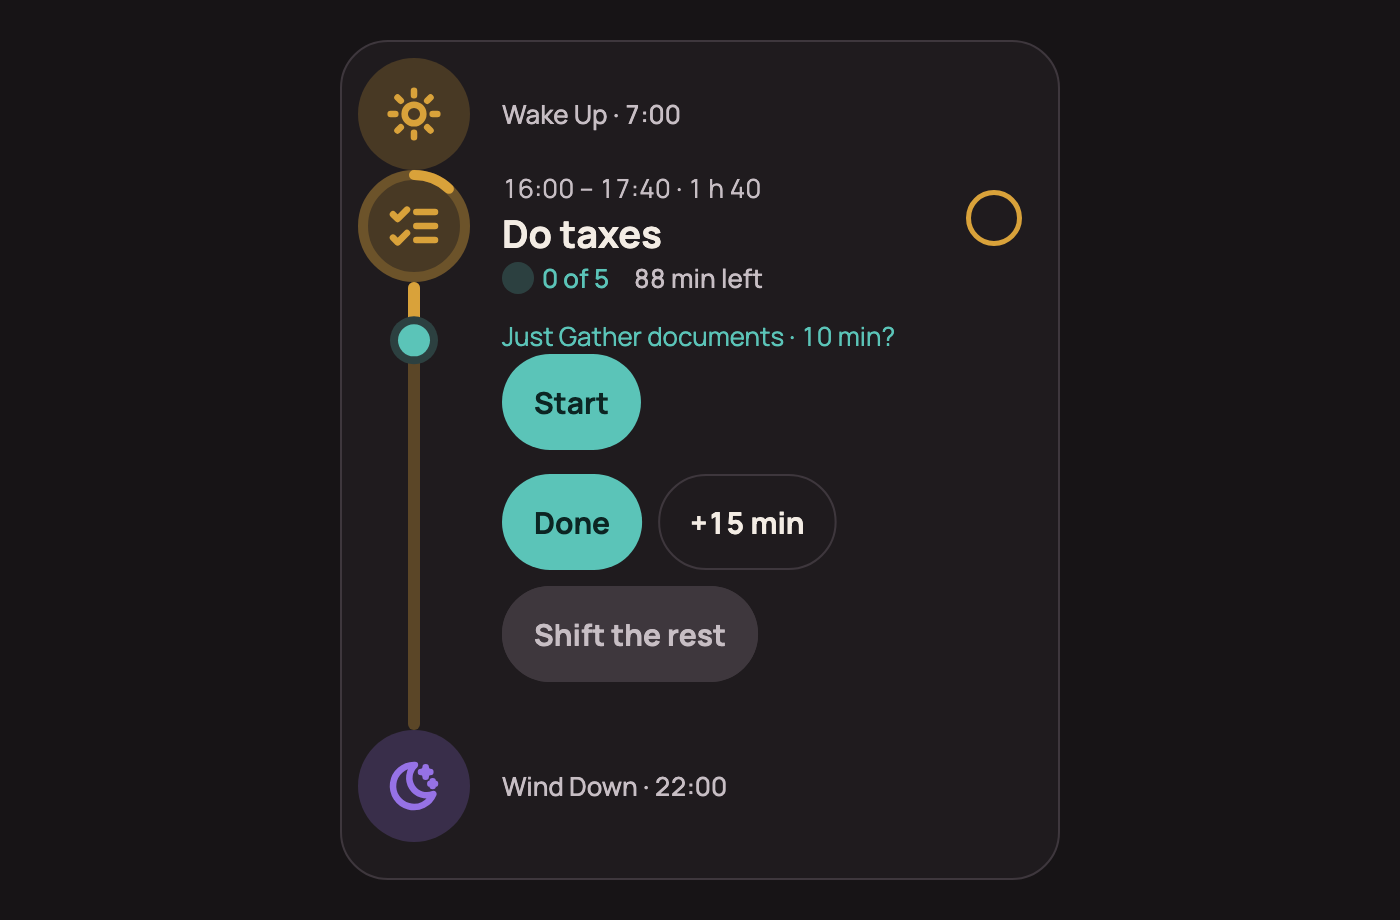 Wake Up · 7:00
16:00 – 17:40 · 1 h 40
Do taxes
0 of 5 88 min left
Just Gather documents · 10 min?
Start
Done +15 min
Shift the rest
Wind Down · 22:00